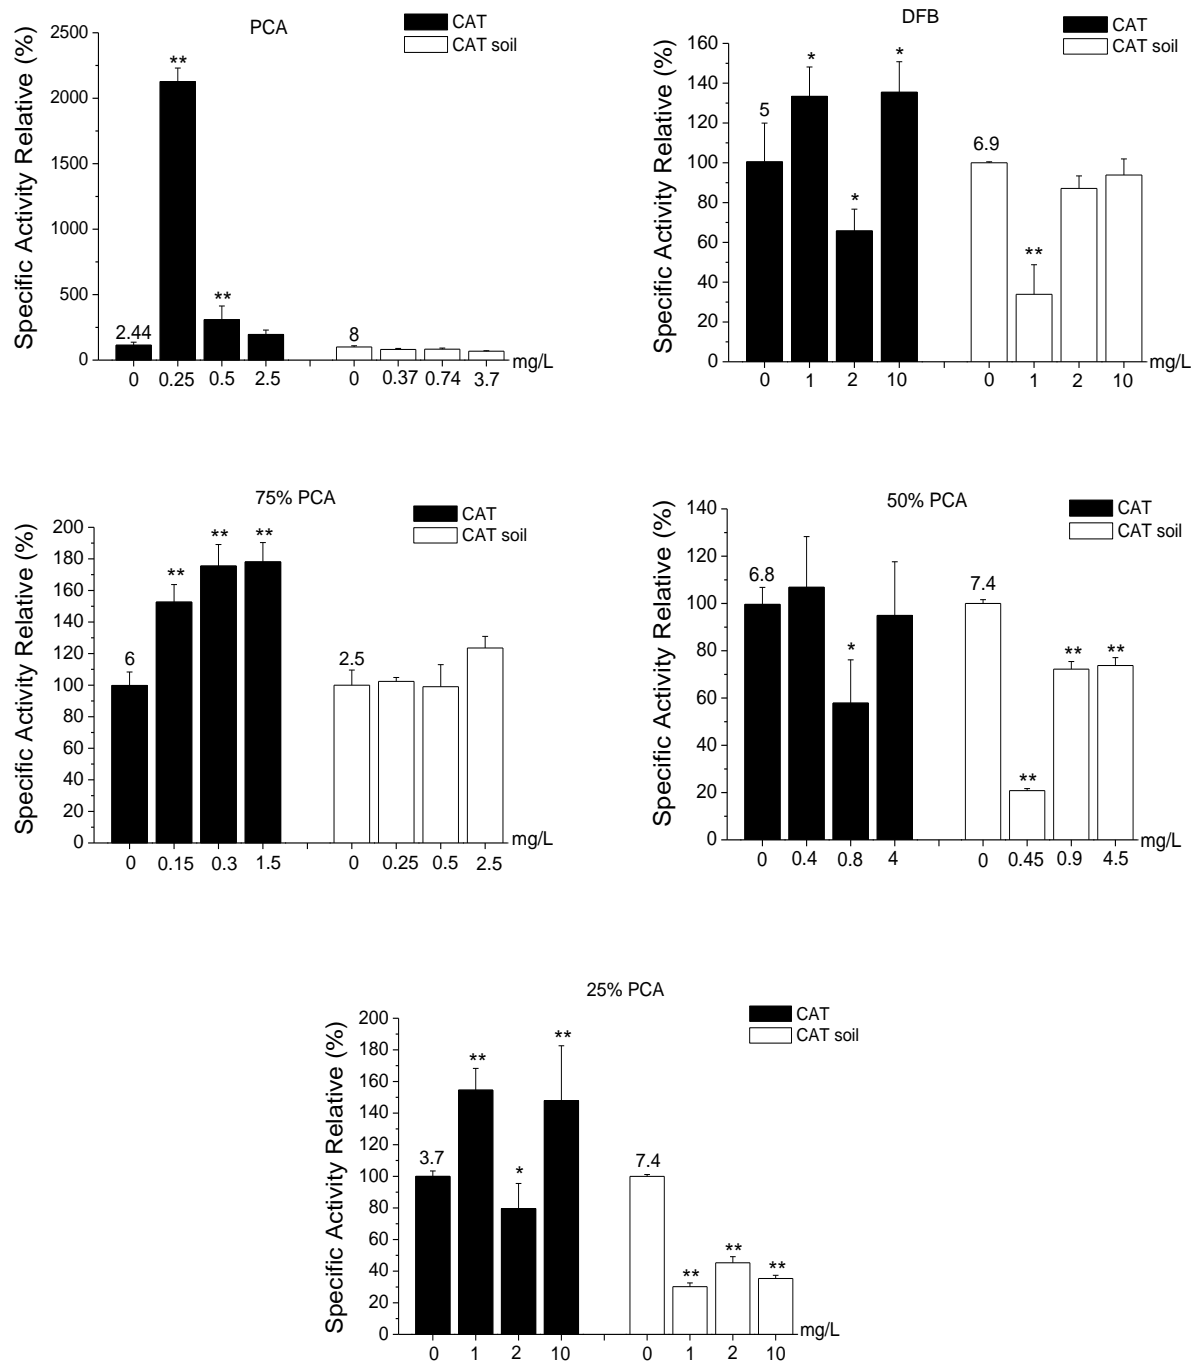 PCA
CAT
CAT soil
Specific Activity Relative (%)
2500
2000
1500
1000
500
0
2.44
**
**
8
0 0.25 0.5 2.5 0 0.37 0.74 3.7 mg/L
DFB
CAT
CAT soil
Specific Activity Relative (%)
160
140
120
100
80
60
40
20
0
5
*
*
*
6.9
**
0 1 2 10 0 1 2 10 mg/L
75% PCA
CAT
CAT soil
Specific Activity Relative (%)
200
180
160
140
120
100
80
60
40
20
0
6
**
**
**
2.5
0 0.15 0.3 1.5 0 0.25 0.5 2.5 mg/L
50% PCA
CAT
CAT soil
Specific Activity Relative (%)
140
120
100
80
60
40
20
0
6.8
*
7.4
**
**
**
0 0.4 0.8 4 0 0.45 0.9 4.5 mg/L
25% PCA
CAT
CAT soil
Specific Activity Relative (%)
200
180
160
140
120
100
80
60
40
20
0
3.7
**
*
**
7.4
**
**
**
0 1 2 10 0 1 2 10 mg/L